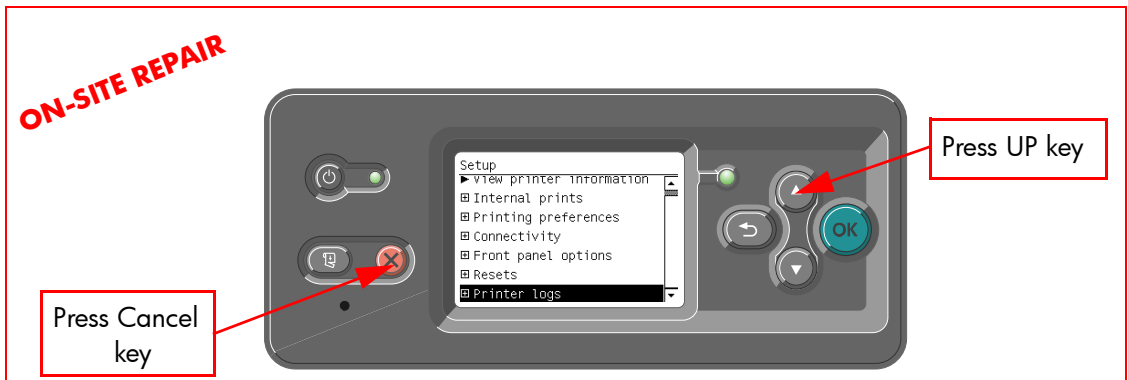 ON-SITE REPAIR
Press UP key
Setup
View printer information
Internal prints
Printing preferences
Connectivity
Front panel options
Resets
Printer logs
OK
Press Cancel
key